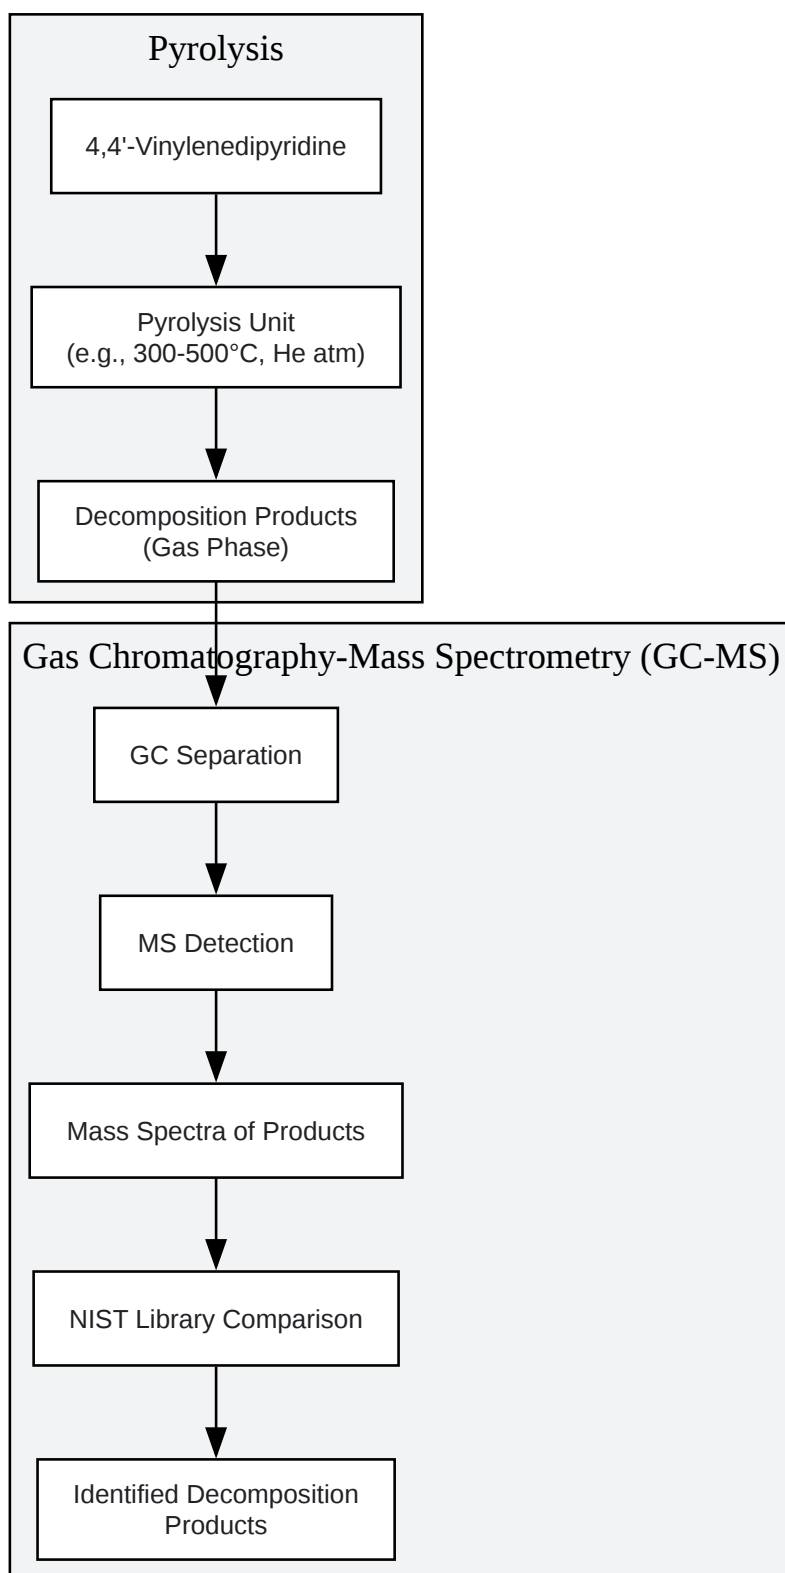 Pyrolysis
4,4'-Vinylenedipyridine
Pyrolysis Unit
(e.g., 300-500°C, He atm)
Decomposition Products
(Gas Phase)
Gas Chromatography-Mass Spectrometry (GC-MS)
GC Separation
MS Detection
Mass Spectra of Products
NIST Library Comparison
Identified Decomposition
Products